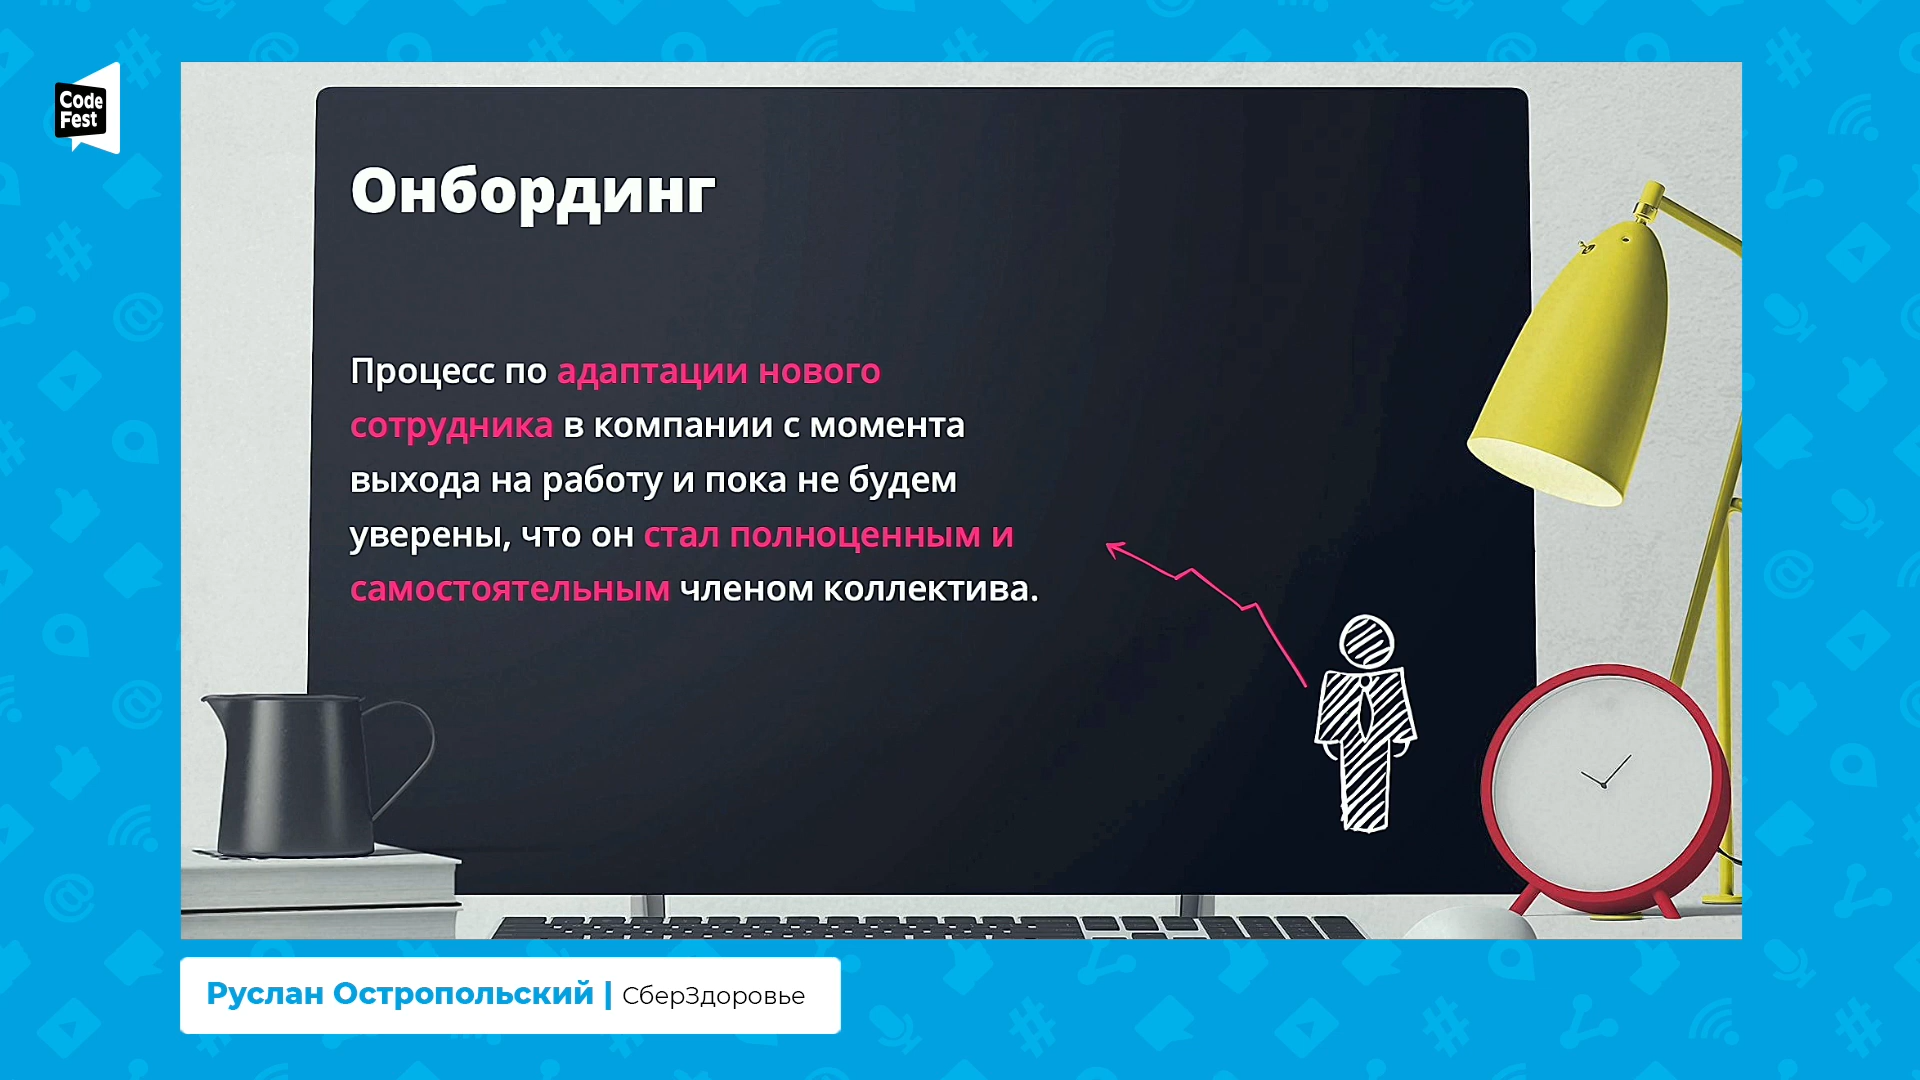 Code
Fest
Онбординг
Процесс по адаптации нового
сотрудника в компании с момента
выхода на работу и пока не будем
уверены, что он стал полноценным и
самостоятельным членом коллектива.
Руслан Остропольский | СберЗдоровье